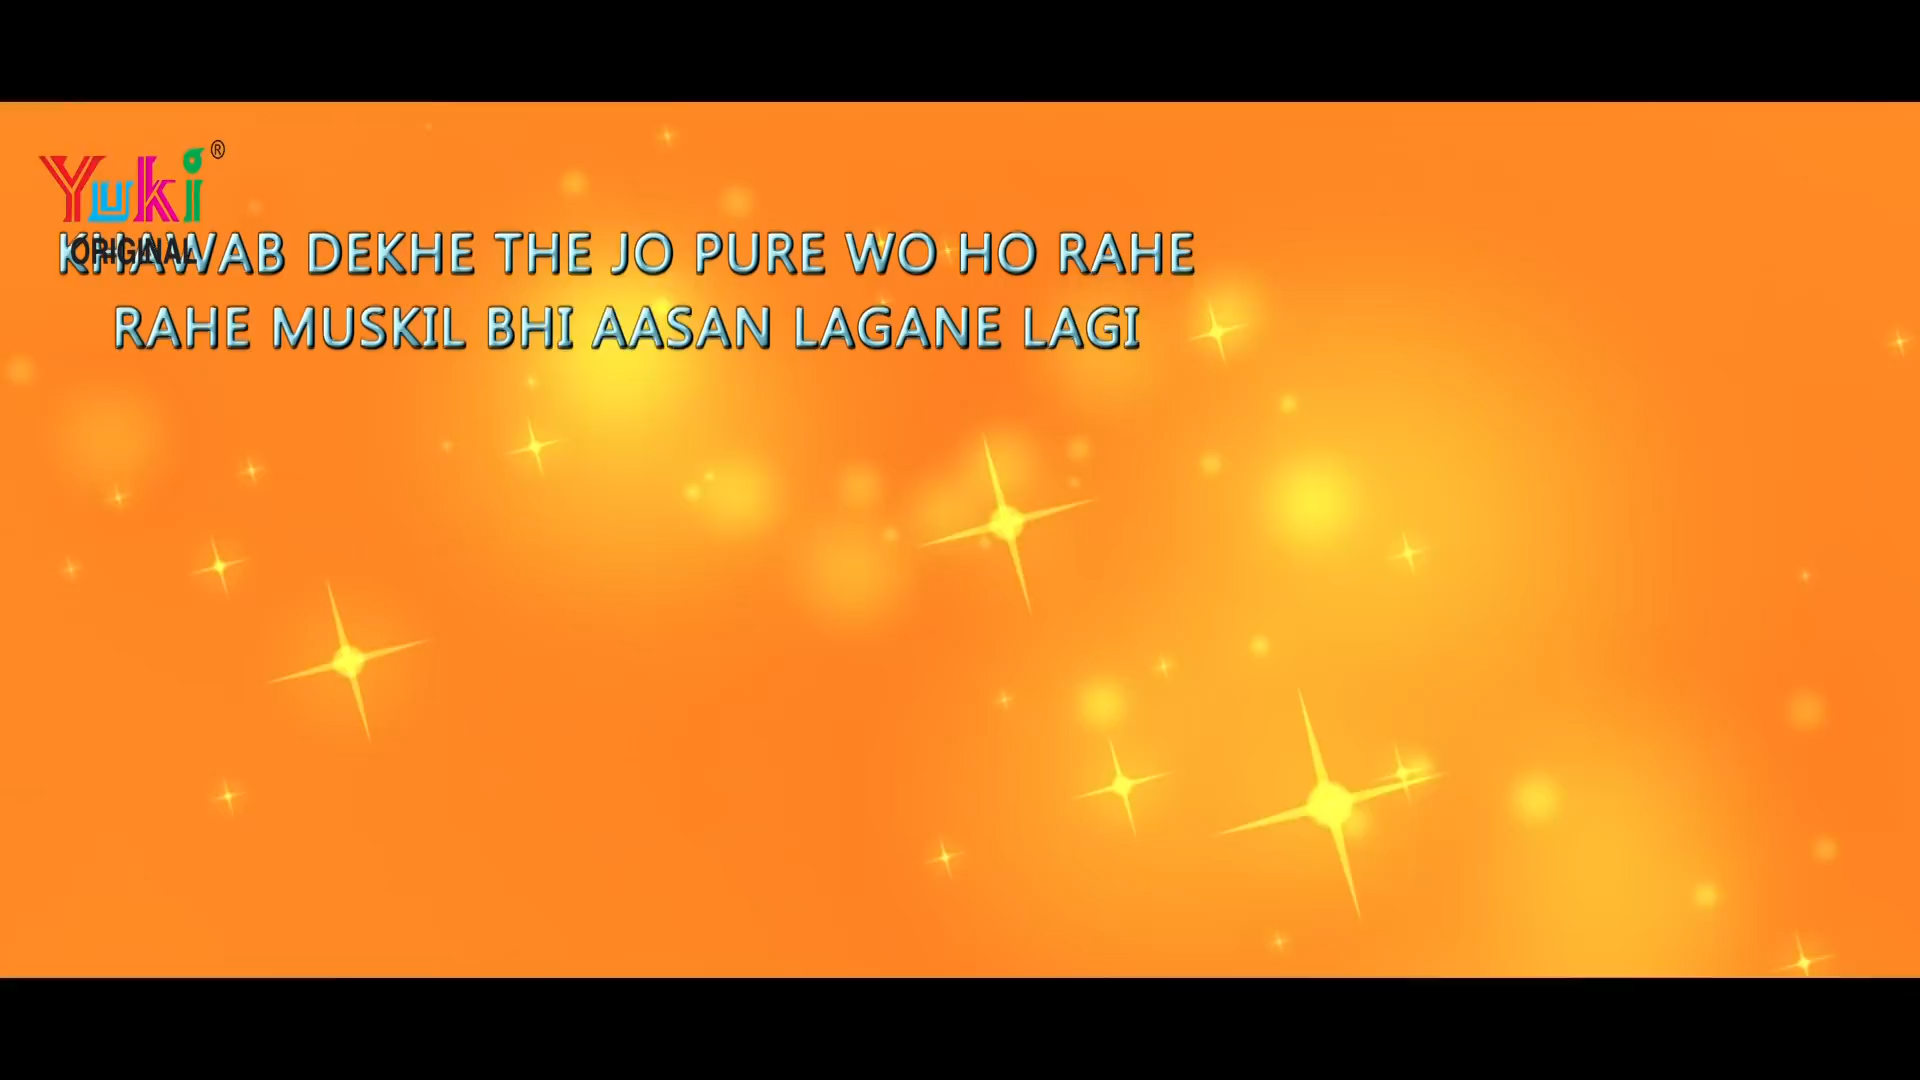 Yuki ®
ORIGINAL
KHAWAB DEKHE THE JO PURE WO HO RAHE
RAHE MUSKIL BHI AASAN LAGANE LAGI